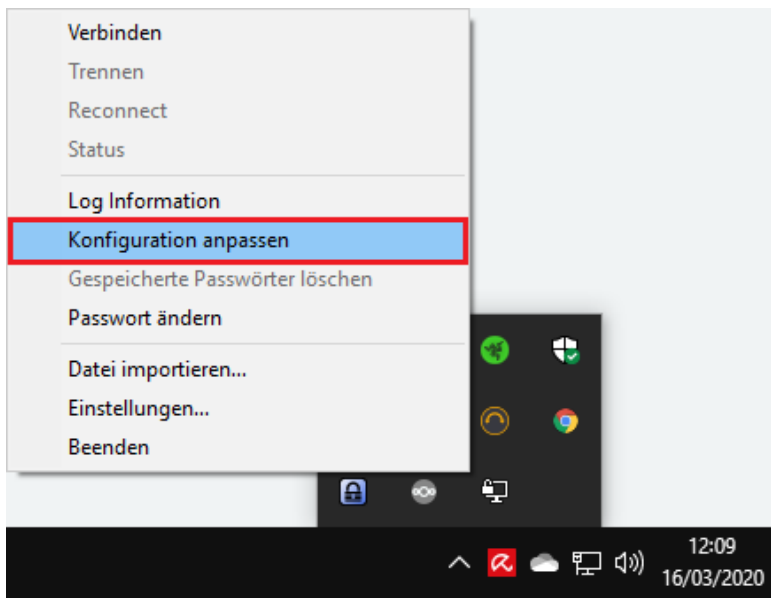 Verbinden
Trennen
Reconnect
Status
Log Information
Konfiguration anpassen
Gespeicherte Passwörter löschen
Passwort ändern
Datei importieren...
Einstellungen...
Beenden
12:09
16/03/2020